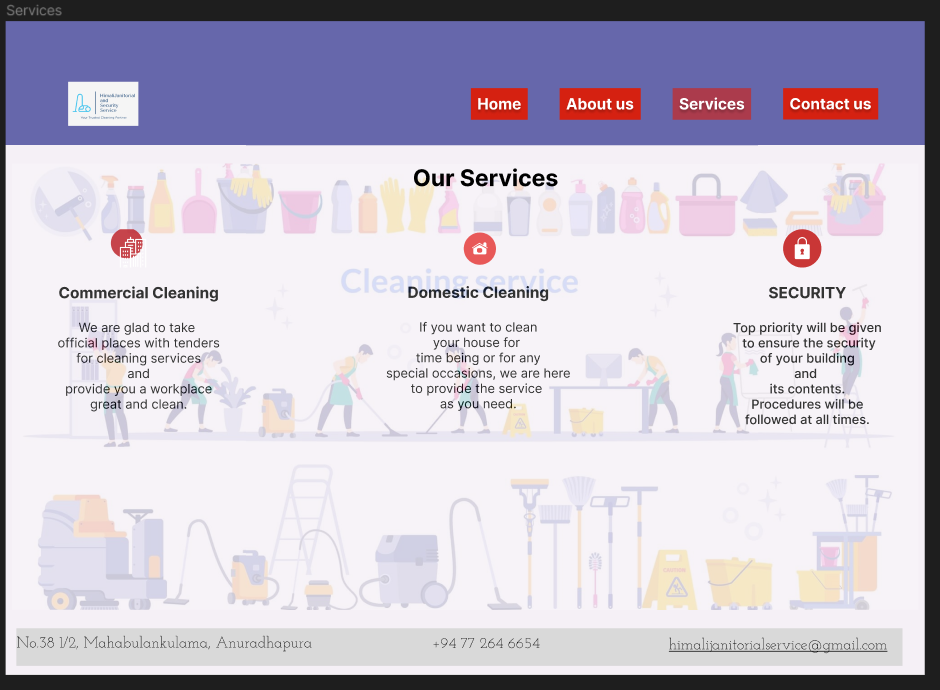 Services
HimaliJanitorial
and
Security
Service
Your Trusted Cleaning Partner
Home
About us
Services
Contact us
Our Services
Cleaning service
Commercial Cleaning
We are glad to take
official places with tenders
for cleaning services
and
provide you a workplace
great and clean.
Domestic Cleaning
If you want to clean
your house for
time being or for any
special occasions, we are here
to provide the service
as you need.
SECURITY
Top priority will be given
to ensure the security
of your building
and
its contents.
Procedures will be
followed at all times.
No.38 1/2, Mahabulankulama, Anuradhapura
+94 77 264 6654
himalijanitorialservice@gmail.com